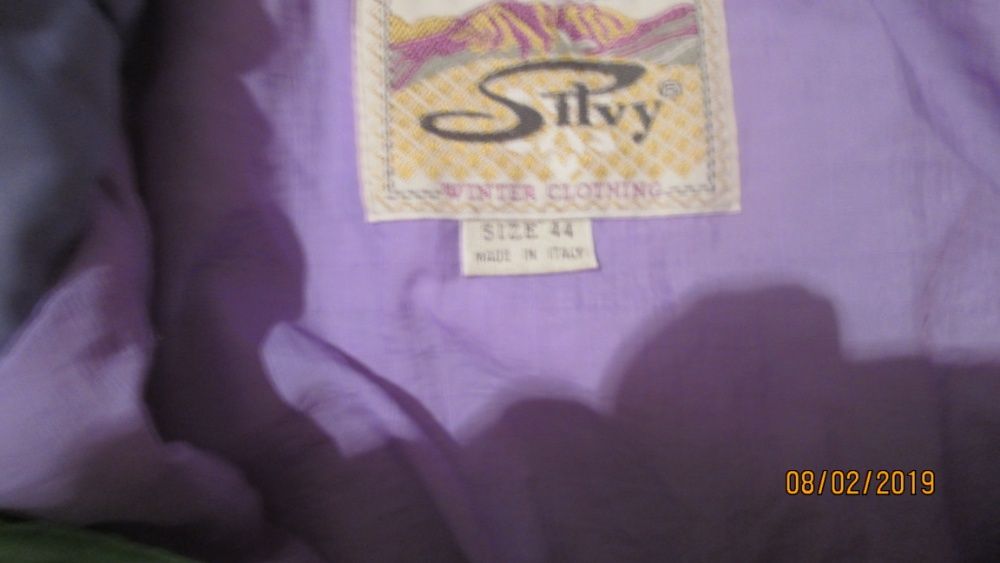 Silvy®
WINTER CLOTHING
SIZE 44
MADE IN ITALY
08/02/2019